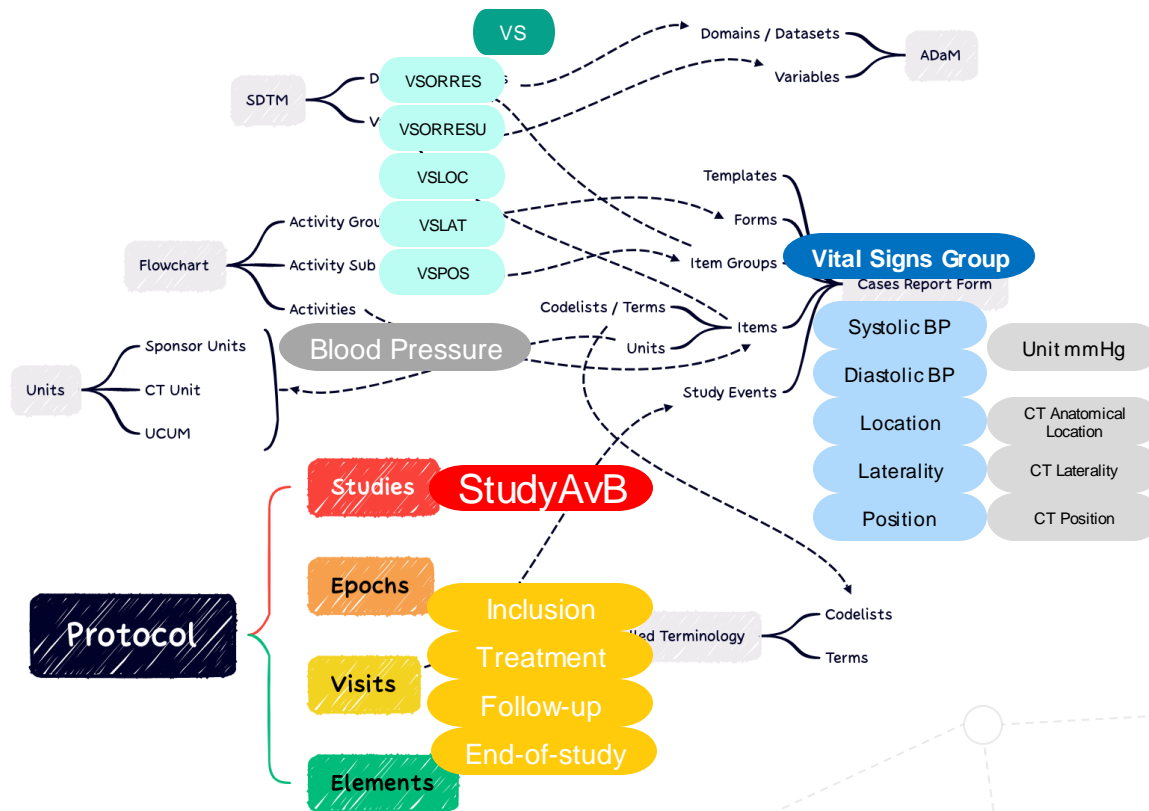 VS
Domains / Datasets
ADaM
Variables
SDTM
VSORRES
VSORRESU
VSLOC
VSLAT
VSPOS
Templates
Forms
Item Groups
Vital Signs Group
Cases Report Form
Flowchart
Activity
Activity Sub
Activities
Codelists / Terms
Items
Units
Blood Pressure
Study Events
Systolic BP
Diastolic BP
Unit mmHg
Location
CT Anatomical
Location
Laterality
CT Laterality
Position
CT Position
Units
Sponsor Units
CT Unit
UCUM
Protocol
Studies
StudyAvB
Epochs
Visits
Elements
Inclusion
Treatment
Follow-up
End-of-study
Terminology
Codelists
Terms